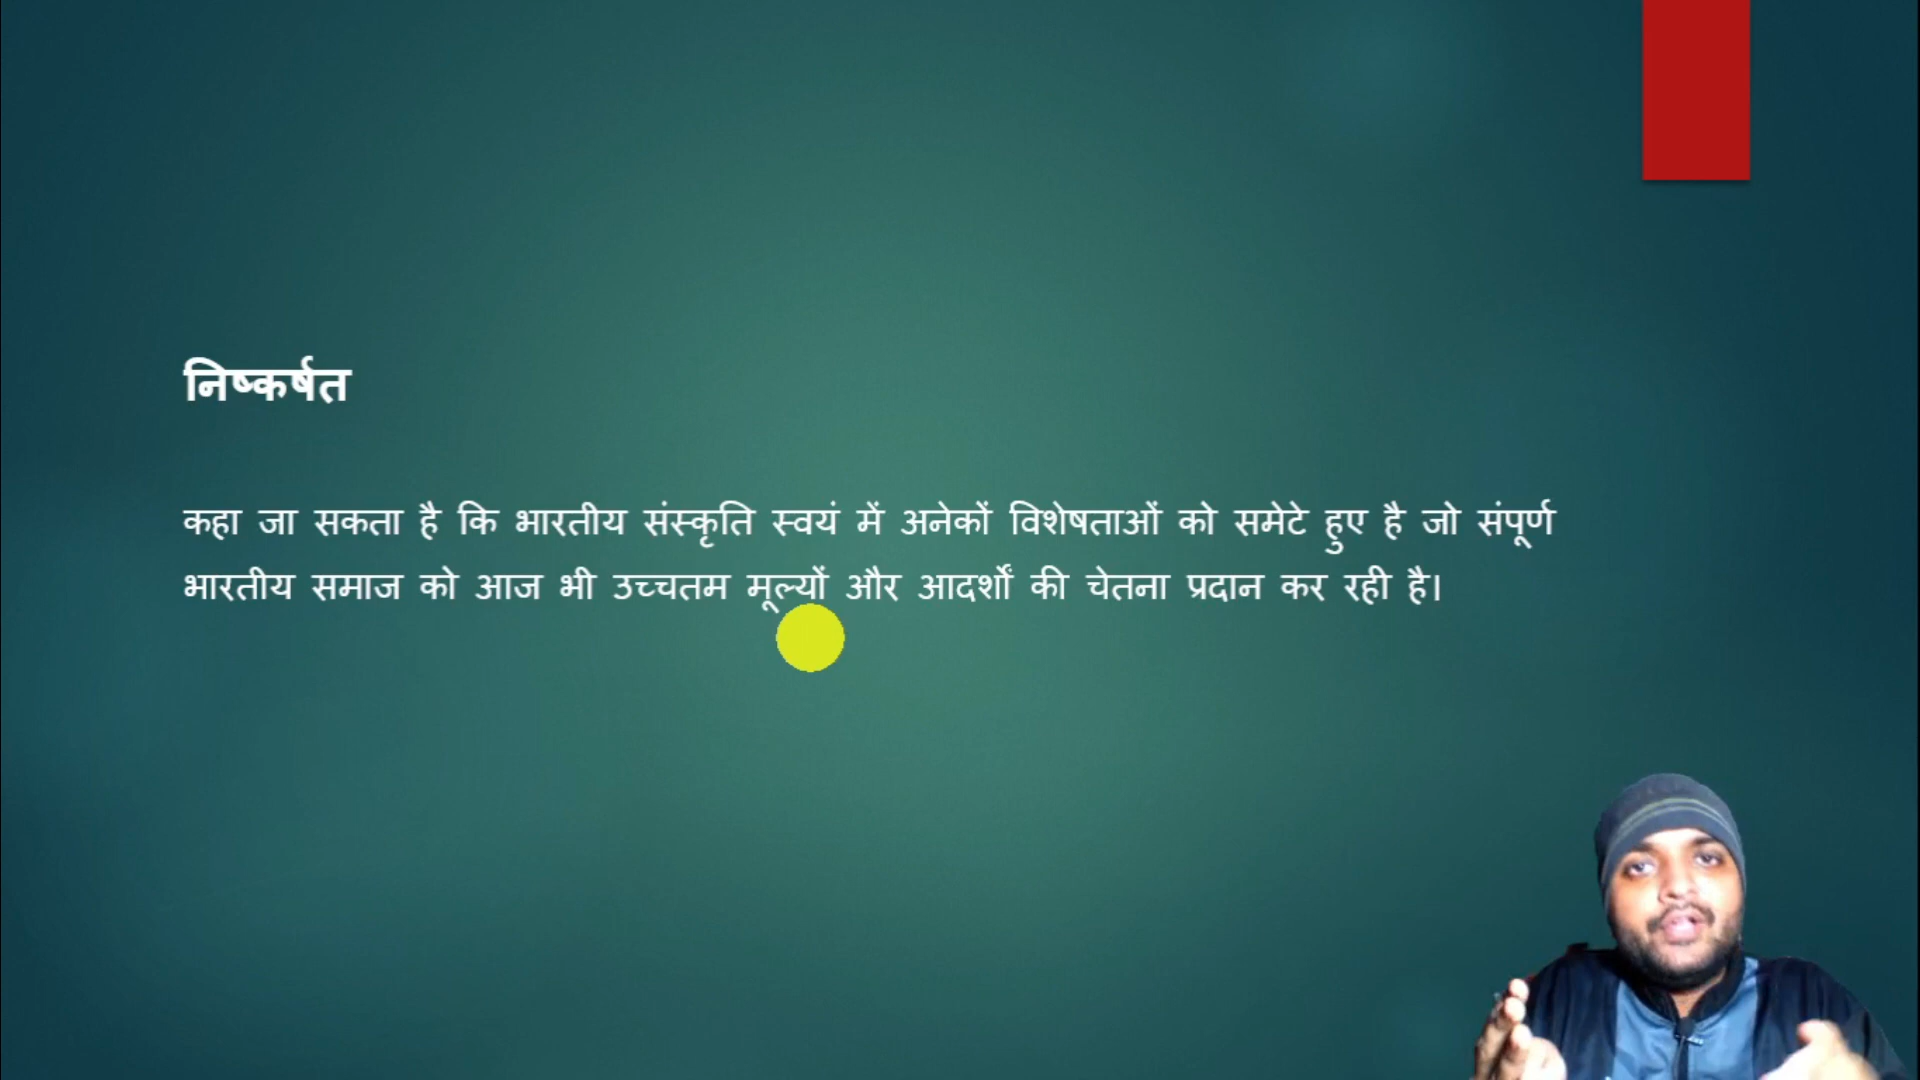 निष्कर्षत
कहा जा सकता है कि भारतीय संस्कृति स्वयं में अनेकों विशेषताओं को समेटे हुए है जो संपूर्ण
भारतीय समाज को आज भी उच्चतम मूल्यों और आदर्शों की चेतना प्रदान कर रही है।